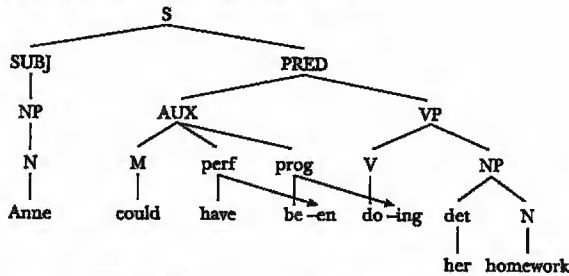 S
SUBJ PRED
NP AUX VP
N M perf prog V NP
Anne could have be –en do –ing det N
her homework